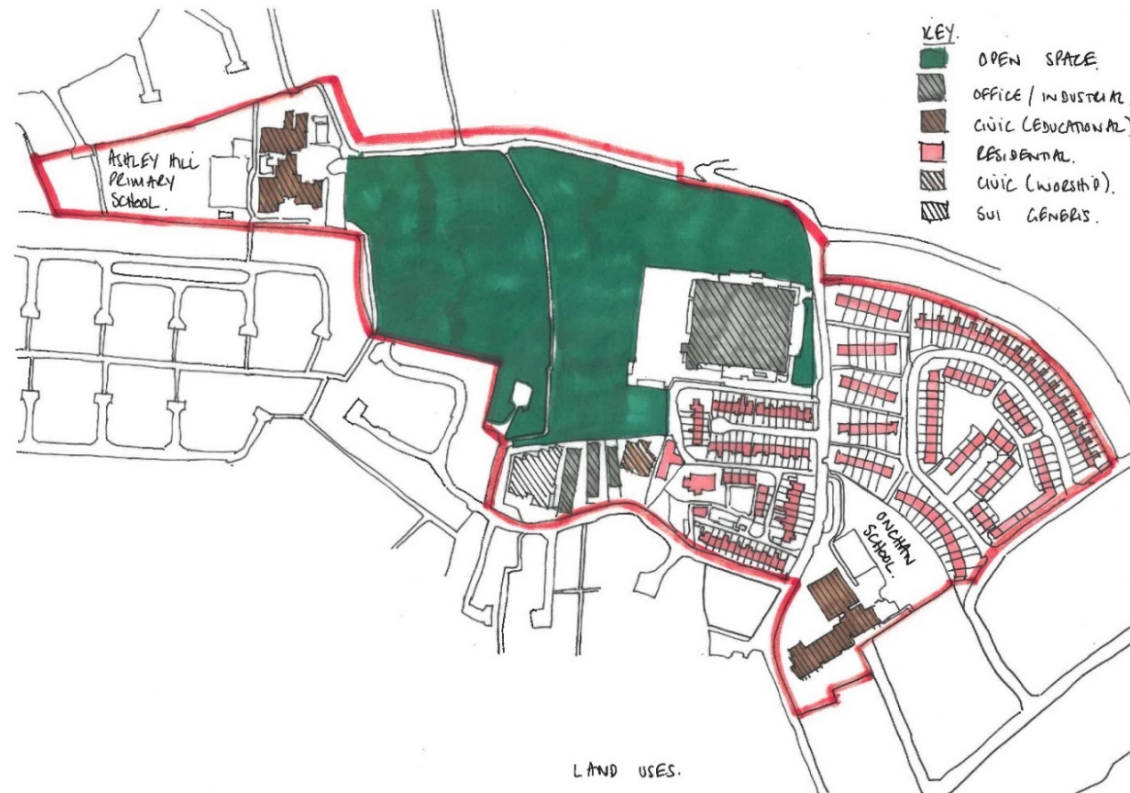 KEY.
OPEN SPACE.
OFFICE / INDUSTRIAL.
CIVIC (EDUCATIONAL)
RESIDENTIAL.
CIVIC (WORSHIP).
SUI GENERIS.
ASHLEY HILL
PRIMARY
SCHOOL.
ONCHAN
SCHOOL.
LAND USES.